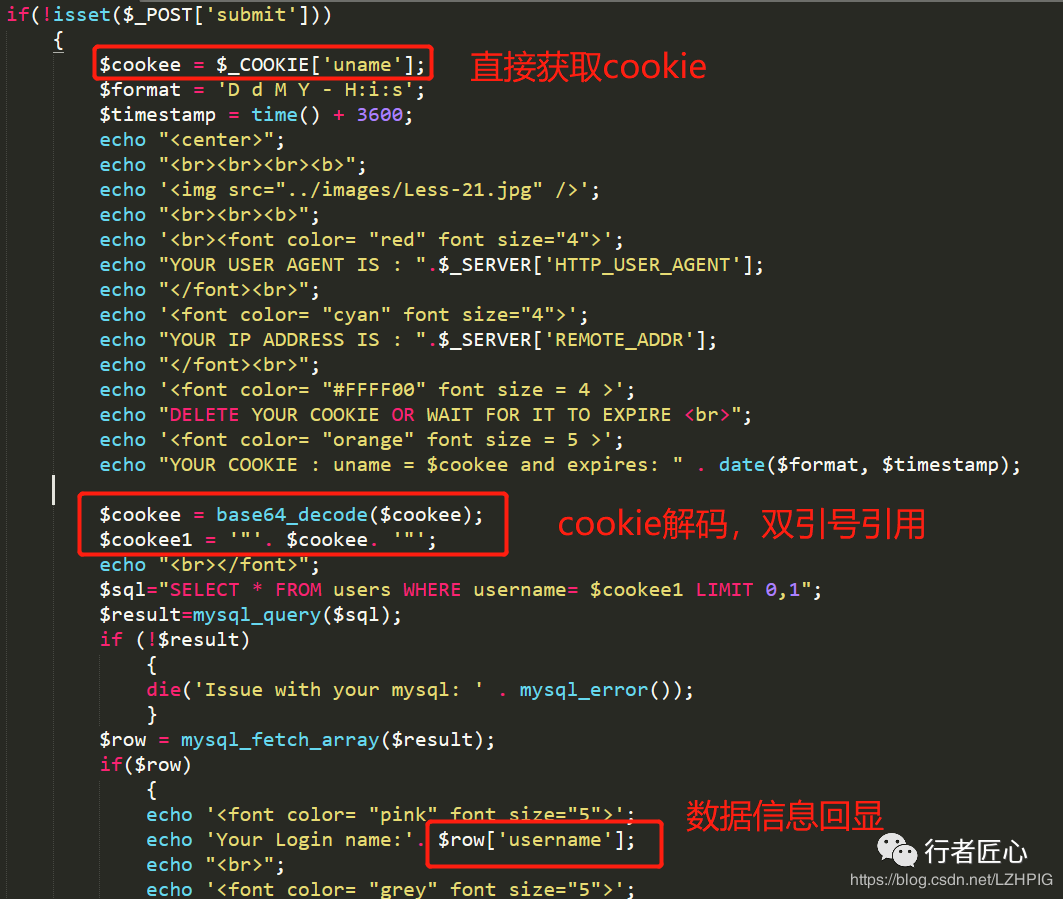 if(!isset($_POST['submit']))
{
$cookee = $_COOKIE['uname'];
直接获取cookie
$format = 'D d M Y - H:i:s';
$timestamp = time() + 3600;
echo "<center>";
echo "<br><br><br><b>";
echo '<img src="../images/Less-21.jpg" />';
echo "<br><br><b>";
echo '<br><font color= "red" font size="4">';
echo "YOUR USER AGENT IS : ".$_SERVER['HTTP_USER_AGENT'];
echo "</font><br>";
echo '<font color= "cyan" font size="4">';
echo "YOUR IP ADDRESS IS : ".$_SERVER['REMOTE_ADDR'];
echo "</font><br>";
echo '<font color= "#FFFF00" font size = 4 >';
echo "DELETE YOUR COOKIE OR WAIT FOR IT TO EXPIRE <br>";
echo '<font color= "orange" font size = 5 >';
echo "YOUR COOKIE : uname = $cookee and expires: " . date($format, $timestamp);
$cookee = base64_decode($cookee);
$cookee1 = '"'. $cookee. '"';
cookie解码，双引号引用
echo "<br></font>";
$sql="SELECT * FROM users WHERE username= $cookee1 LIMIT 0,1";
$result=mysql_query($sql);
if (!$result)
{
die('Issue with your mysql: ' . mysql_error());
}
$row = mysql_fetch_array($result);
if($row)
{
echo '<font color= "pink" font size="5">';
数据信息回显
echo 'Your Login name:'. $row['username'];
echo "<br>";
echo '<font color= "grey" font size="5">';
行者匠心
https://blog.csdn.net/LZHPIG